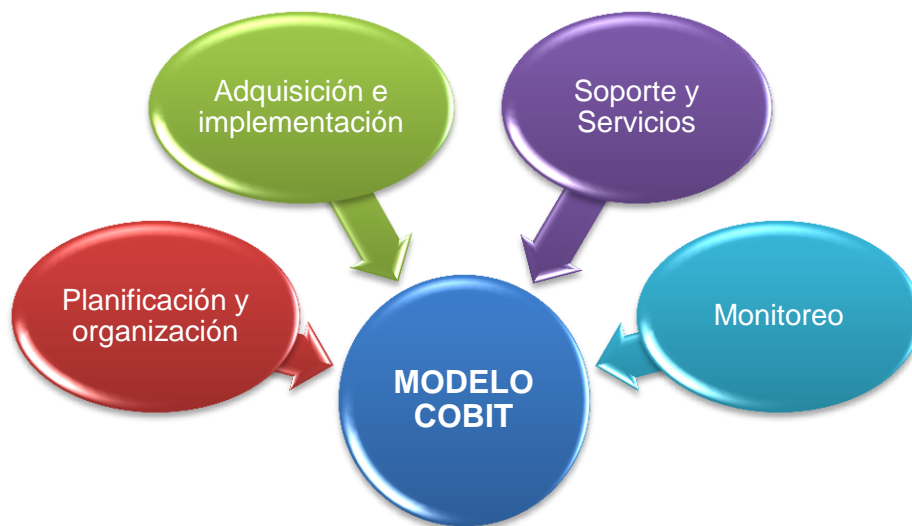 Adquisición e
implementación
Soporte y
Servicios
Planificación y
organización
Monitoreo
MODELO
COBIT